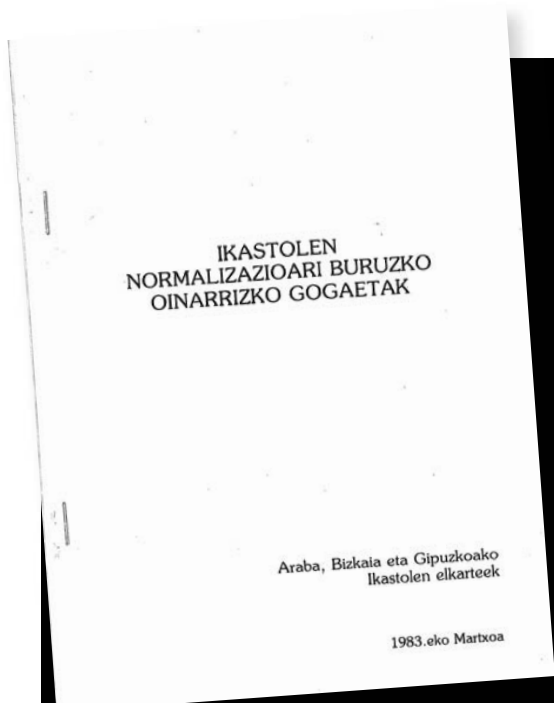 IKASTOLEN
NORMALIZAZIOARI BURUZKO
OINARRIZKO GOGAETAK
Araba, Bizkaia eta Gipuzkoako
Ikastolen elkarteek
1983.eko Martxoa